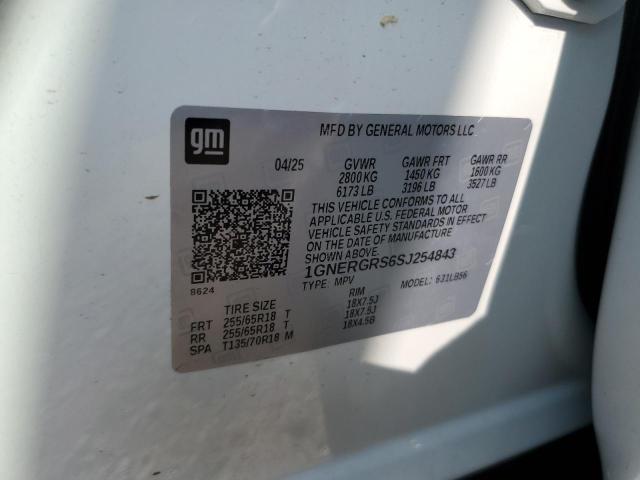 gm
MFD BY GENERAL MOTORS LLC
04/25 GVWR GAWR FRT GAWR RR
2800 KG 1450 KG 1600 KG
6173 LB 3196 LB 3527 LB
THIS VEHICLE CONFORMS TO ALL
APPLICABLE U.S. FEDERAL MOTOR
VEHICLE SAFETY STANDARDS IN EFFECT
ON THE DATE OF MANUFACTURE
SHOWN ABOVE.
1GNERGRS6SJ254843
8624
TYPE: MPV MODEL: 631LB56
TIRE SIZE RIM
FRT 255/65R18 T 18X7.5J
RR 255/65R18 T 18X7.5J
SPA T135/70R18 M 18X4.5B